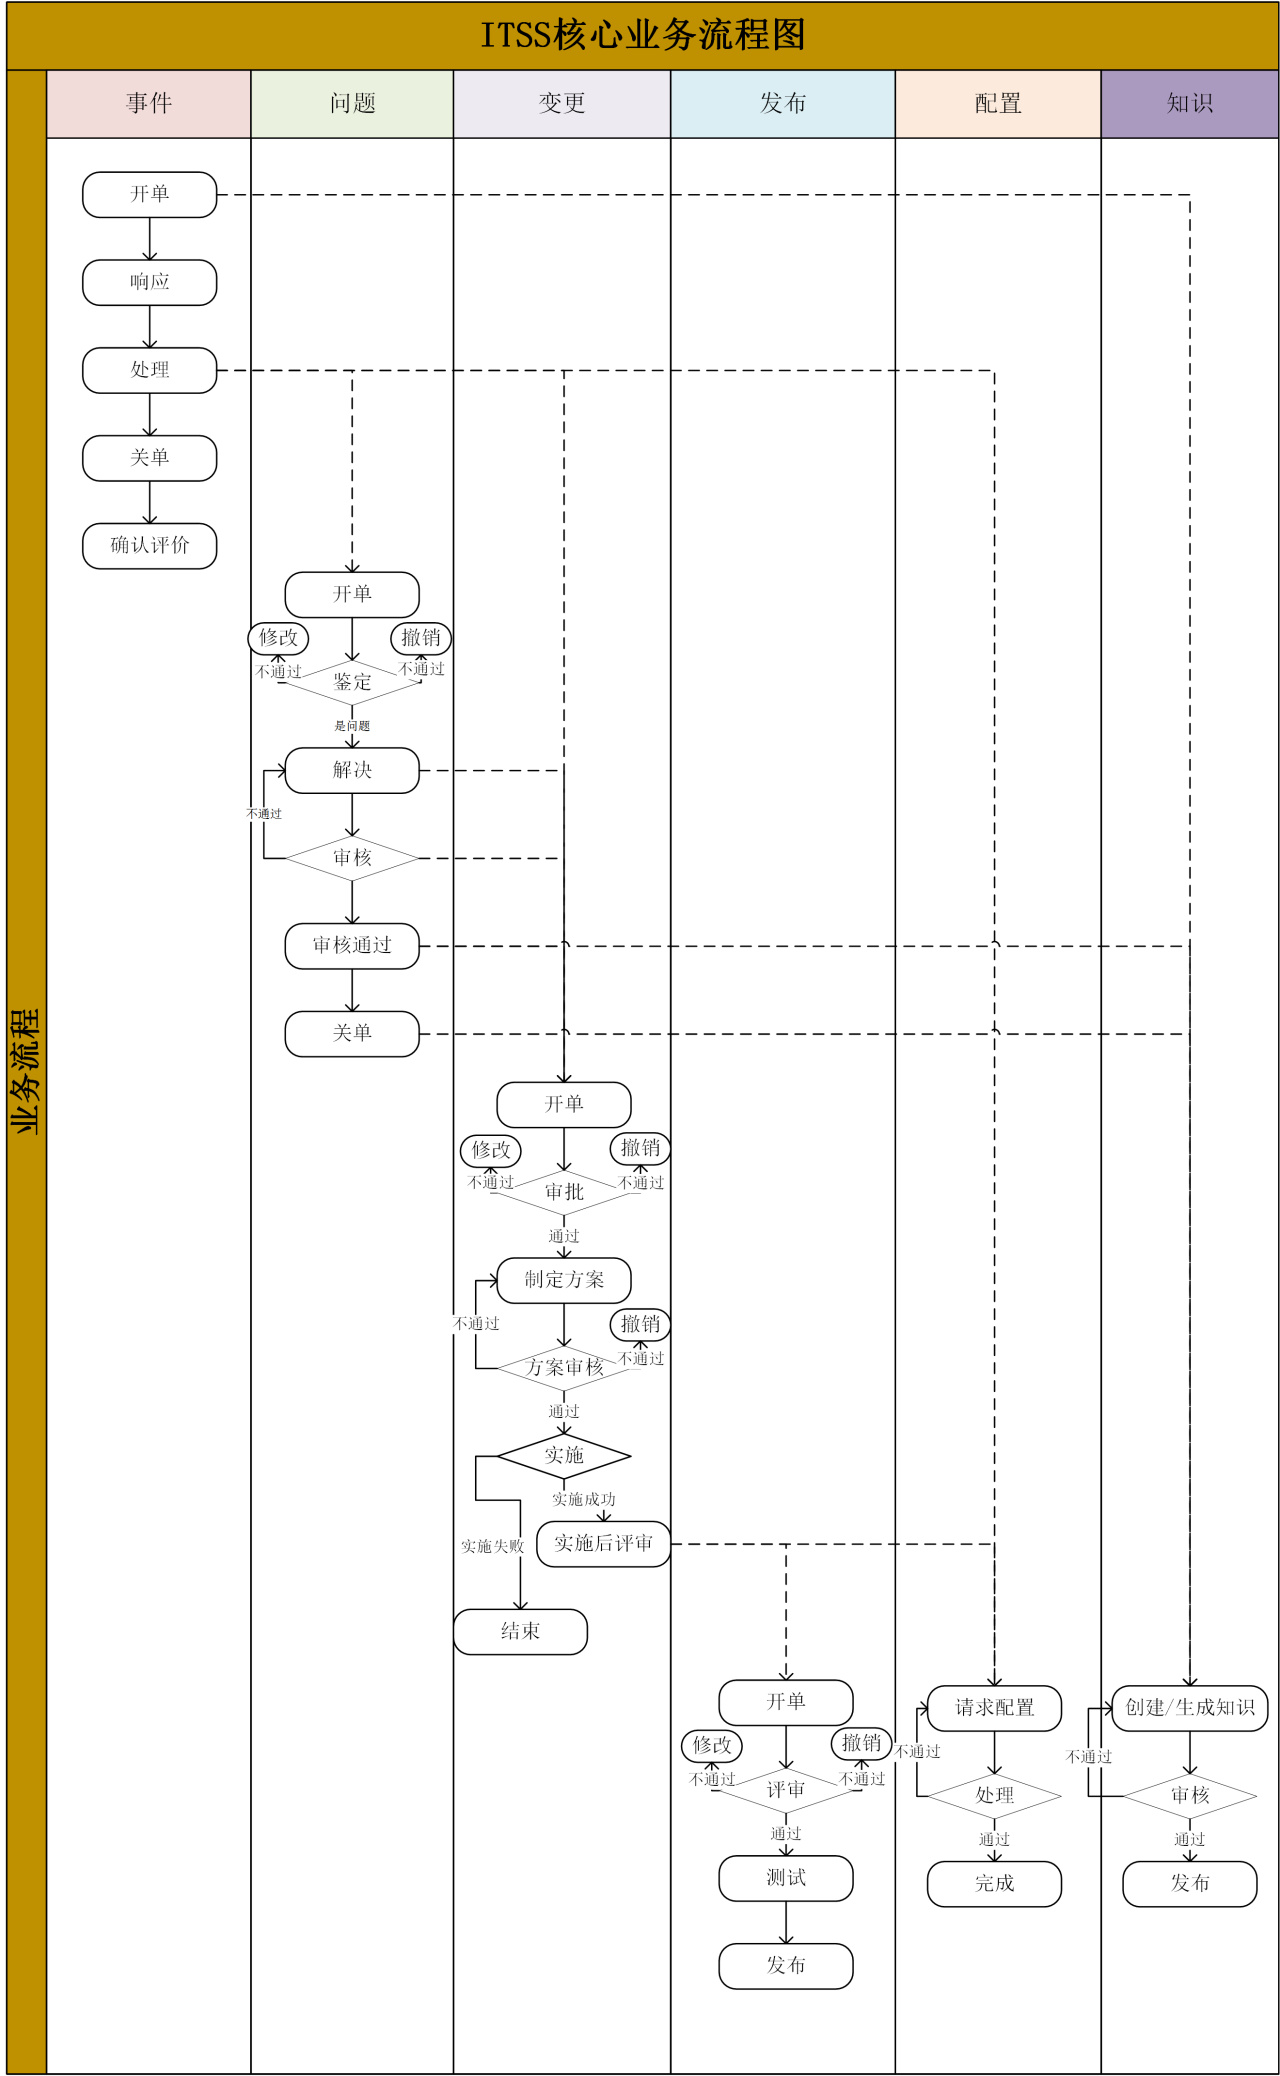 ITSS核心业务流程图
事件
问题
变更
发布
配置
知识
业务流程
开单
响应
处理
关单
确认评价
开单
修改
撤销
不通过
不通过
鉴定
是问题
解决
不通过
审核
审核通过
关单
开单
修改
撤销
不通过
不通过
审批
通过
制定方案
不通过
撤销
不通过
方案审核
通过
实施
实施成功
实施失败
实施后评审
结束
开单
修改
撤销
不通过
不通过
评审
通过
测试
发布
请求配置
不通过
处理
通过
完成
创建/生成知识
不通过
审核
通过
发布